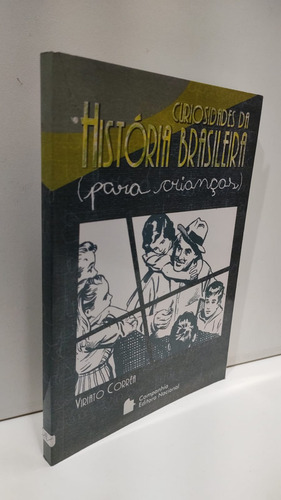 CURIOSIDADES DA
HISTÓRIA BRASILEIRA
(para crianças)
VIRIATO CORRÊA
Companhia
Editora Nacional